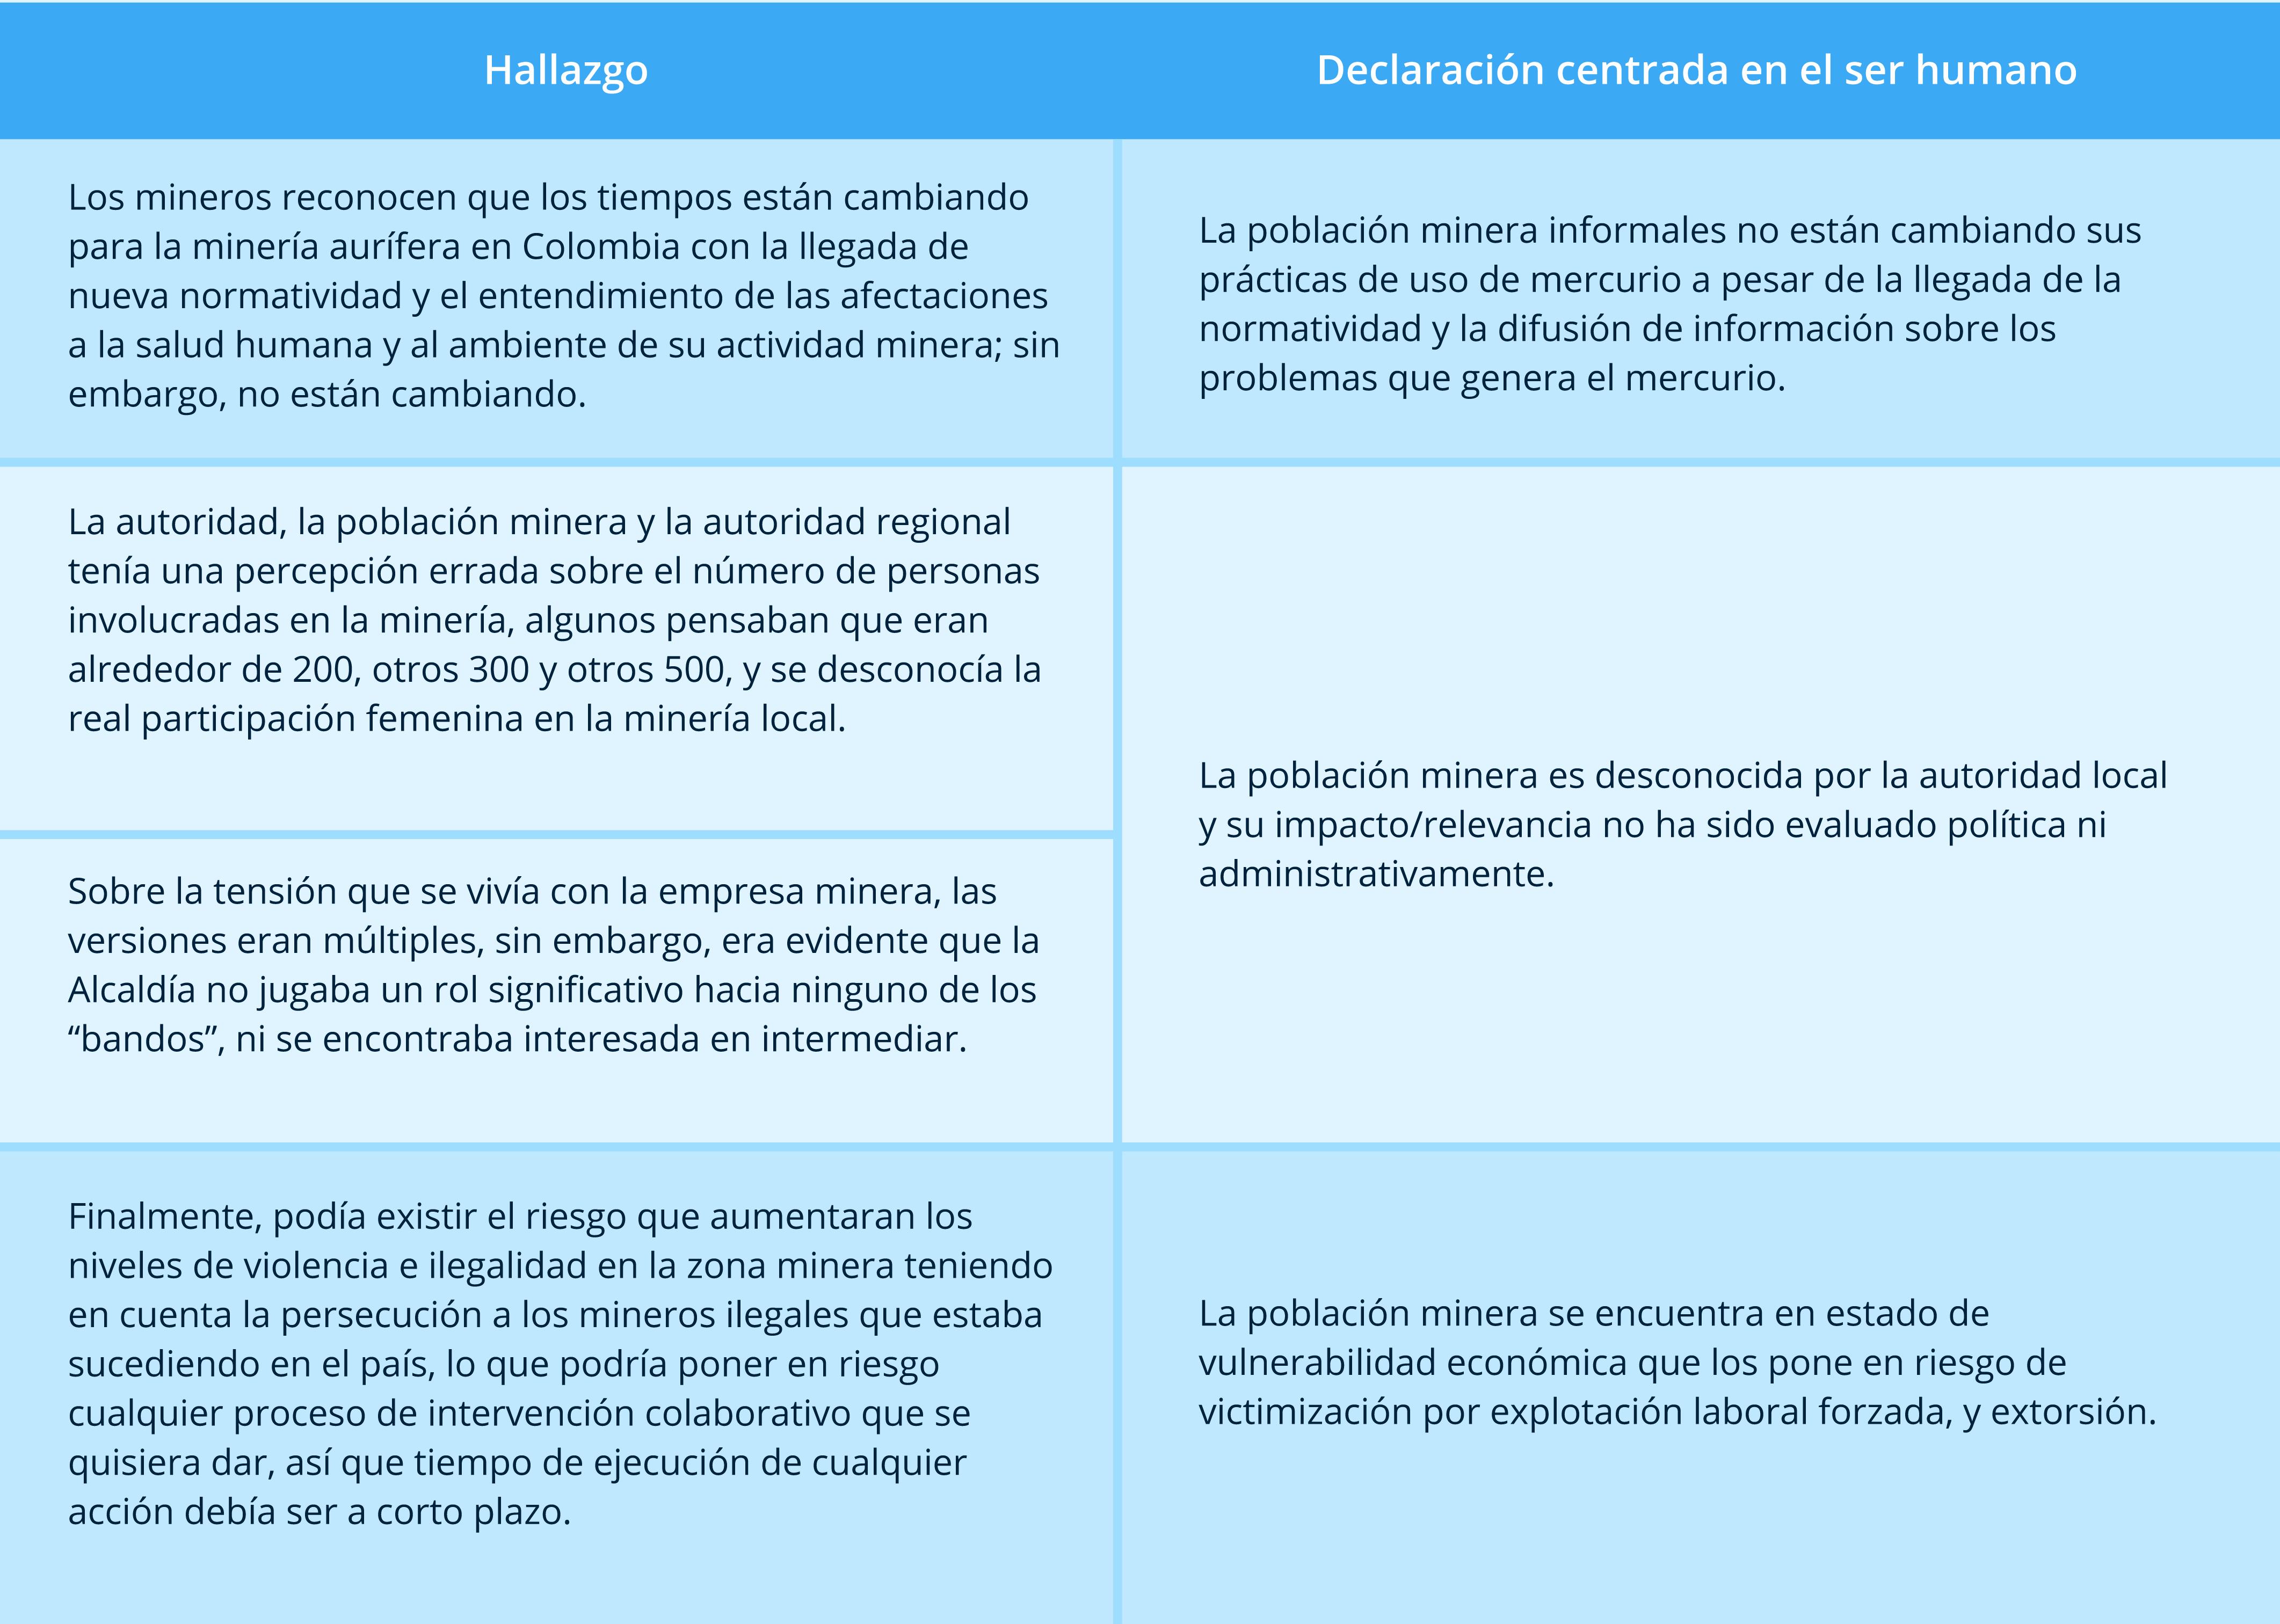 Hallazgo
Declaración centrada en el ser humano
Los mineros reconocen que los tiempos están cambiando
para la minería aurífera en Colombia con la llegada de
nueva normatividad y el entendimiento de las afectaciones
a la salud humana y al ambiente de su actividad minera; sin
embargo, no están cambiando.
La población minera informales no están cambiando sus
prácticas de uso de mercurio a pesar de la llegada de la
normatividad y la difusión de información sobre los
problemas que genera el mercurio.
La autoridad, la población minera y la autoridad regional
tenía una percepción errada sobre el número de personas
involucradas en la minería, algunos pensaban que eran
alrededor de 200, otros 300 y otros 500, y se desconocía la
real participación femenina en la minería local.
Sobre la tensión que se vivía con la empresa minera, las
versiones eran múltiples, sin embargo, era evidente que la
Alcaldía no jugaba un rol significativo hacia ninguno de los
“bandos”, ni se encontraba interesada en intermediar.
La población minera es desconocida por la autoridad local
y su impacto/relevancia no ha sido evaluado política ni
administrativamente.
Finalmente, podía existir el riesgo que aumentaran los
niveles de violencia e ilegalidad en la zona minera teniendo
en cuenta la persecución a los mineros ilegales que estaba
sucediendo en el país, lo que podría poner en riesgo
cualquier proceso de intervención colaborativo que se
quisiera dar, así que tiempo de ejecución de cualquier
acción debía ser a corto plazo.
La población minera se encuentra en estado de
vulnerabilidad económica que los pone en riesgo de
victimización por explotación laboral forzada, y extorsión.